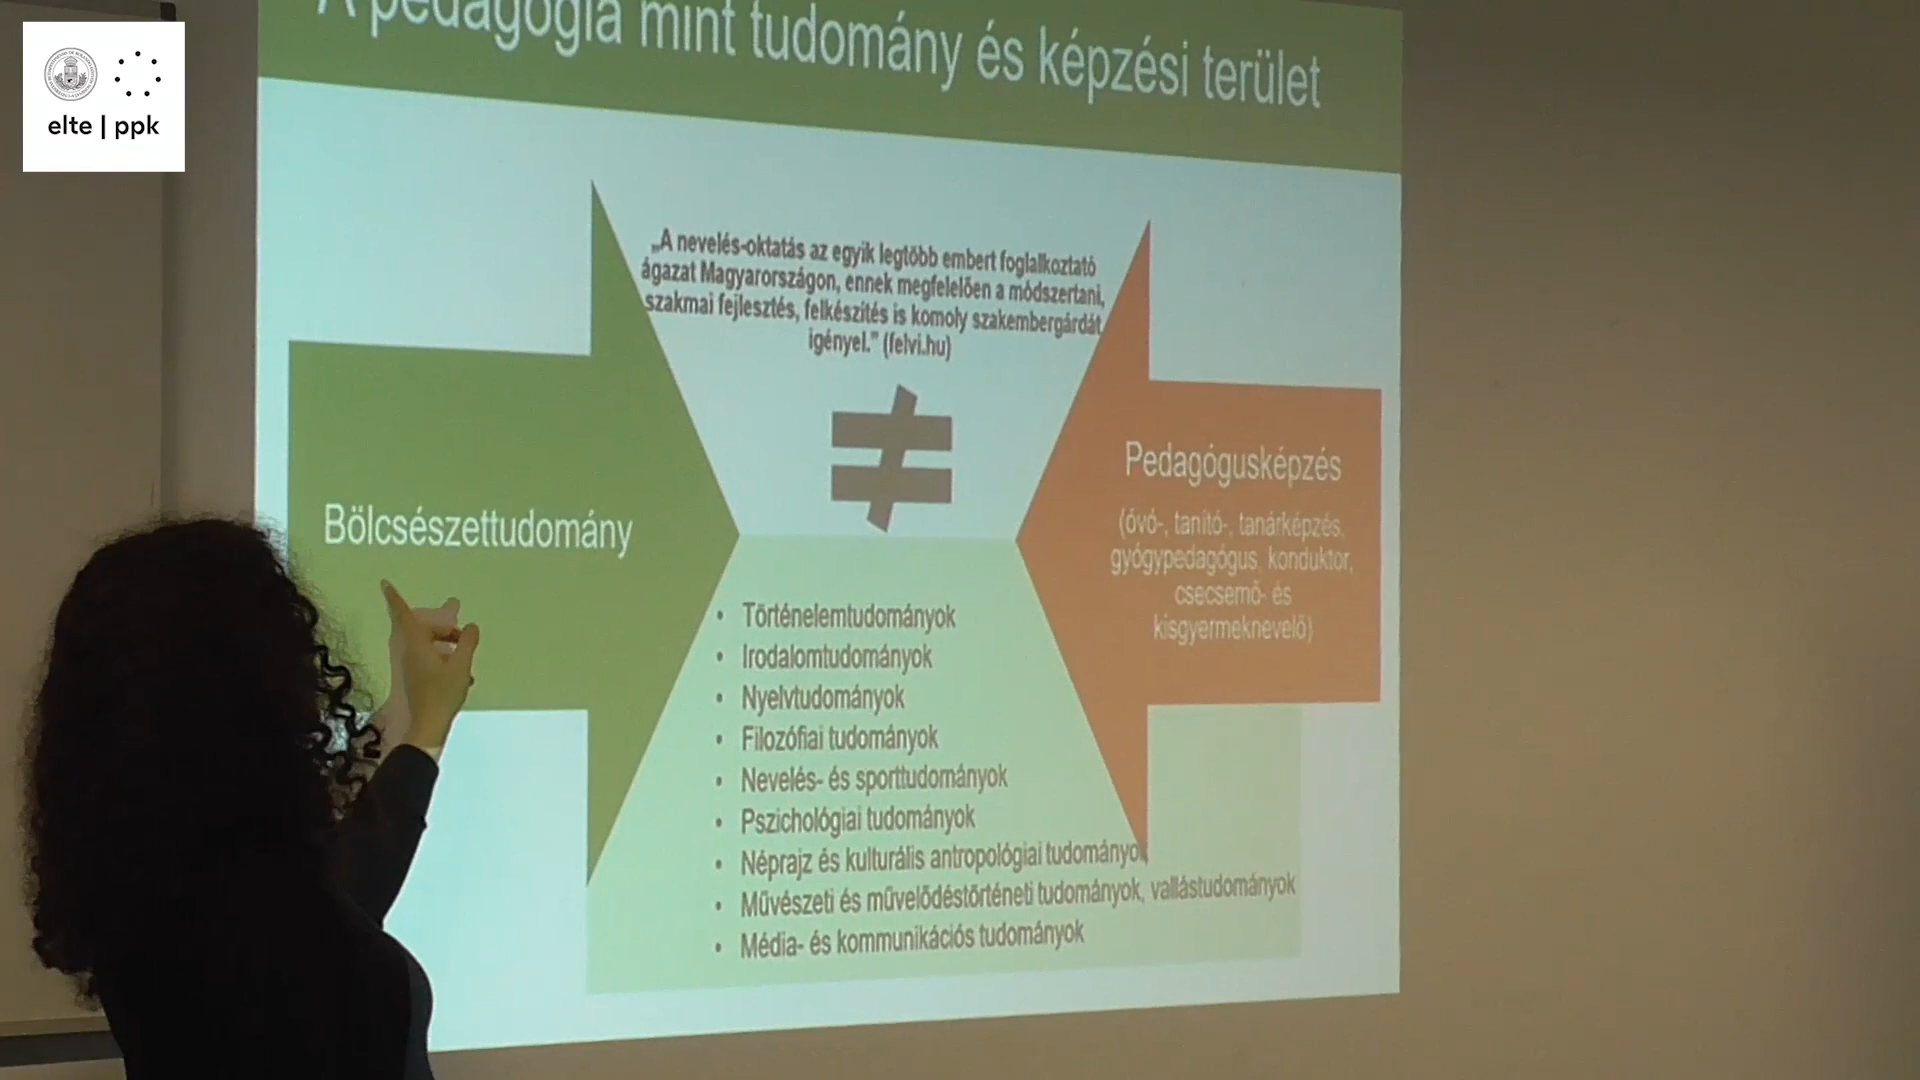 elte | ppk
A pedagógia mint tudomány és képzési terület
„A nevelés-oktatás az egyik legtöbb embert foglalkoztató
ágazat Magyarországon, ennek megfelelően a módszertani,
szakmai fejlesztés, felkészítés is komoly szakembergárdát
igényel.” (felvi.hu)
≠
Bölcsészettudomány
Pedagógusképzés
(óvó-, tanító-, tanárképzés,
gyógypedagógus, konduktor,
csecsemő- és
kisgyermeknevelő)
• Történelemtudományok
• Irodalomtudományok
• Nyelvtudományok
• Filozófiai tudományok
• Nevelés- és sporttudományok
• Pszichológiai tudományok
• Néprajz és kulturális antropológiai tudományok
• Művészeti és művelődéstörténeti tudományok, vallástudományok
• Média- és kommunikációs tudományok